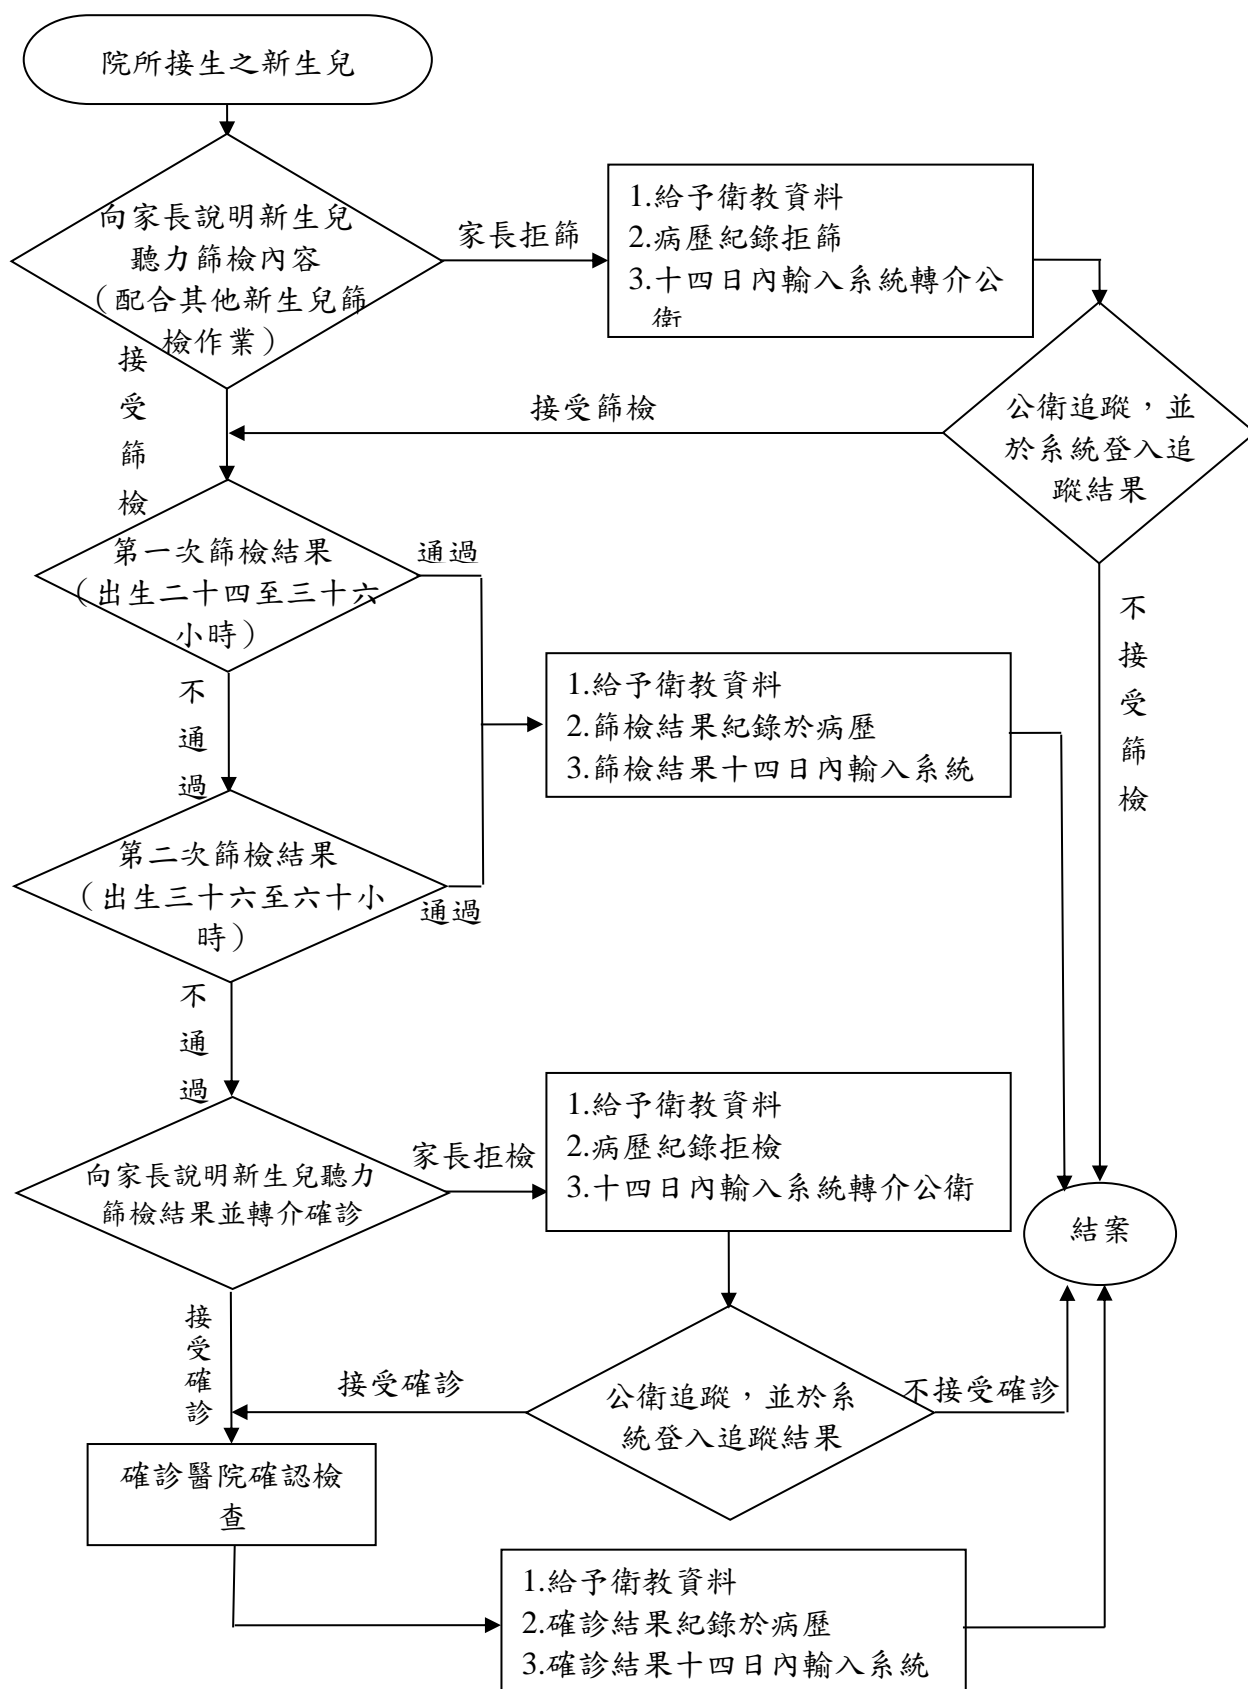 院所接生之新生兒
向家長說明新生兒
聽力篩檢內容
（配合其他新生兒篩
檢作業）
家長拒篩
1.給予衛教資料
2.病歷紀錄拒篩
3.十四日內輸入系統轉介公
衛
接受篩檢
接受篩檢
公衛追蹤，並
於系統登入追
蹤結果
第一次篩檢結果
（出生二十四至三十六
小時）
通過
不接受篩檢
不通過
1.給予衛教資料
2.篩檢結果紀錄於病歷
3.篩檢結果十四日內輸入系統
第二次篩檢結果
（出生三十六至六十小
時）
通過
不通過
向家長說明新生兒聽力
篩檢結果並轉介確診
家長拒檢
1.給予衛教資料
2.病歷紀錄拒檢
3.十四日內輸入系統轉介公衛
結案
接受確診
接受確診
公衛追蹤，並於系
統登入追蹤結果
不接受確診
確診醫院確認檢
查
1.給予衛教資料
2.確診結果紀錄於病歷
3.確診結果十四日內輸入系統